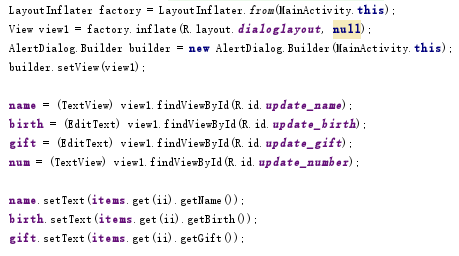 LayoutInflater factory = LayoutInflater.from(MainActivity.this);
View view1 = factory.inflate(R.layout.dialoglayout, null);
AlertDialog.Builder builder = new AlertDialog.Builder(MainActivity.this);
builder.setView(view1);
name = (TextView) view1.findViewById(R.id.update_name);
birth = (EditText) view1.findViewById(R.id.update_birth);
gift = (EditText) view1.findViewById(R.id.update_gift);
num = (TextView) view1.findViewById(R.id.update_number);
name.setText(items.get(ii).getName());
birth.setText(items.get(ii).getBirth());
gift.setText(items.get(ii).getGift());